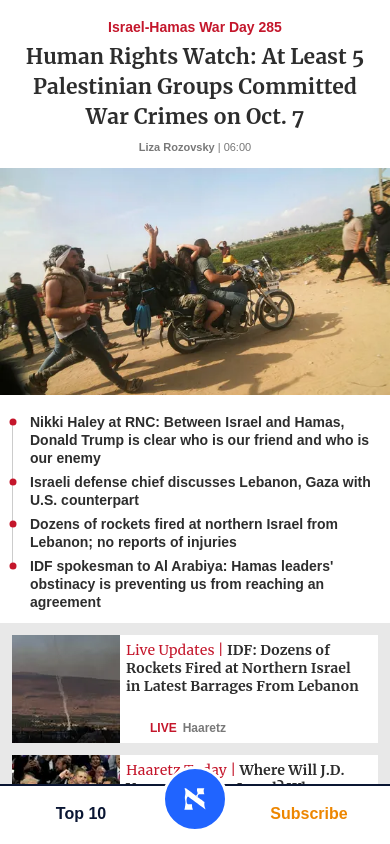 Israel-Hamas War Day 285
Human Rights Watch: At Least 5
Palestinian Groups Committed
War Crimes on Oct. 7
Liza Rozovsky | 06:00
Nikki Haley at RNC: Between Israel and Hamas,
Donald Trump is clear who is our friend and who is
our enemy
Israeli defense chief discusses Lebanon, Gaza with
U.S. counterpart
Dozens of rockets fired at northern Israel from
Lebanon; no reports of injuries
IDF spokesman to Al Arabiya: Hamas leaders'
obstinacy is preventing us from reaching an
agreement
Live Updates | IDF: Dozens of
Rockets Fired at Northern Israel
in Latest Barrages From Lebanon
LIVE Haaretz
Haaretz Today | Where Will J.D.
Top 10
Subscribe